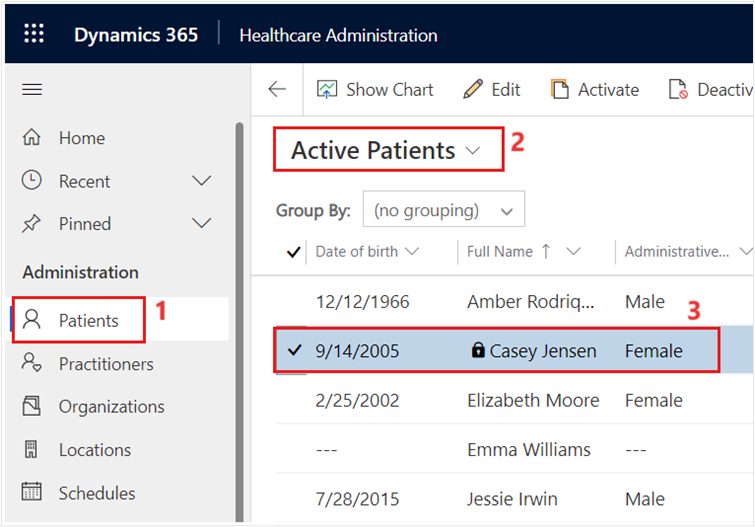 Dynamics 365 Healthcare Administration
Show Chart Edit Activate Deactiv
Home
Recent
Pinned
Administration
Patients 1
Practitioners
Organizations
Locations
Schedules
Active Patients 2
Group By: (no grouping)
Date of birth Full Name ↑ Administrative...
3
12/12/1966 Amber Rodriq... Male
9/14/2005 Casey Jensen Female
2/25/2002 Elizabeth Moore Female
--- Emma Williams ---
7/28/2015 Jessie Irwin Male